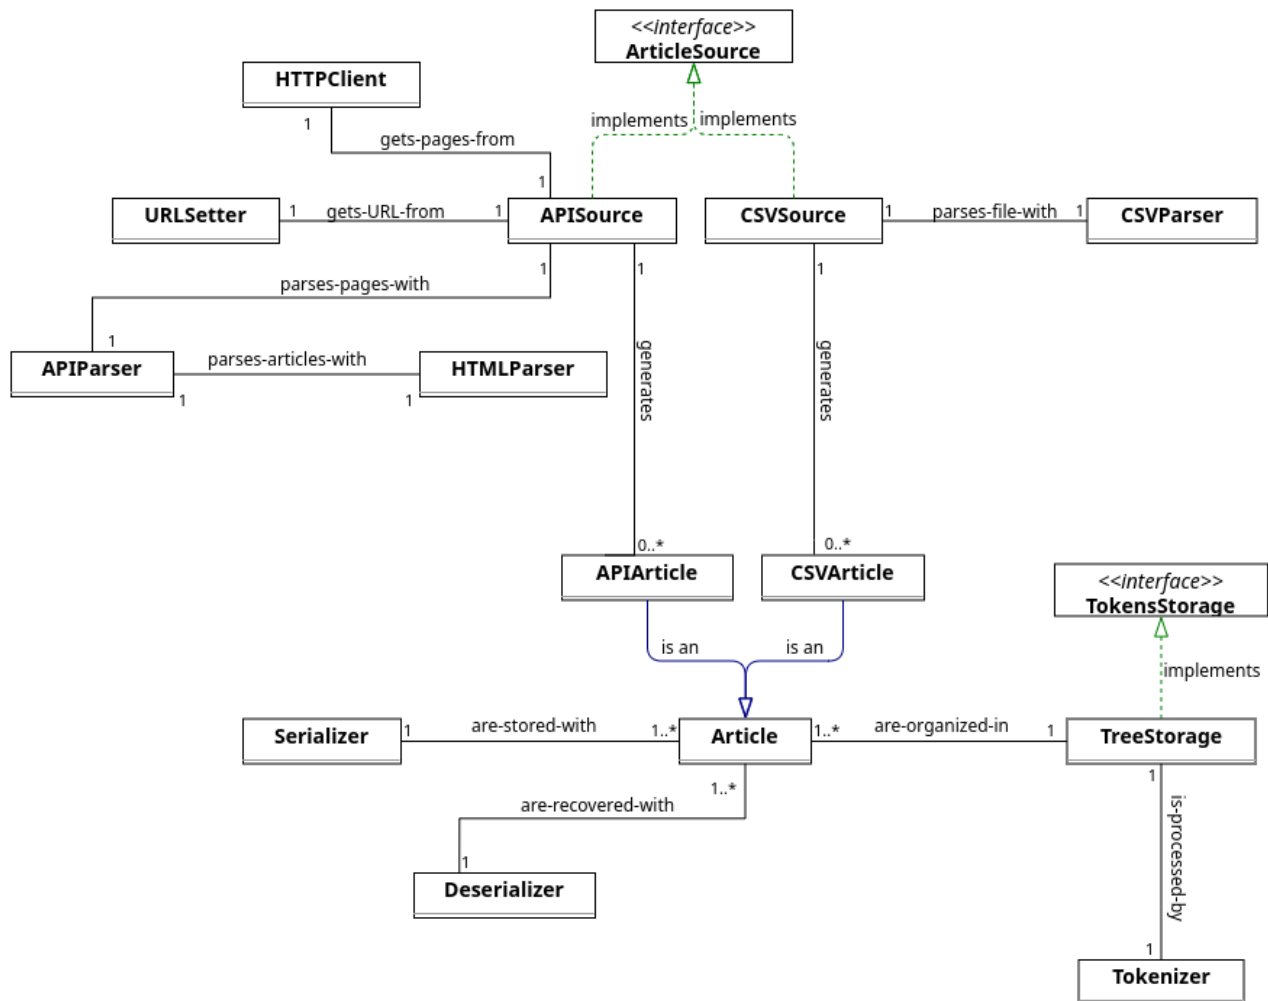 <<interface>>
ArticleSource
HTTPClient
1
implements
implements
gets-pages-from
1
URLSetter
1
gets-URL-from
1
APISource
CSVSource
1
parses-file-with
1
CSVParser
1
1
1
parses-pages-with
1
generates
generates
APIParser
parses-articles-with
HTMLParser
1
1
0..*
0..*
APIArticle
CSVArticle
<<interface>>
TokensStorage
is an
is an
implements
Serializer
1
are-stored-with
1..*
Article
1..*
are-organized-in
1
TreeStorage
1..*
1
are-recovered-with
is-processed-by
1
Deserializer
1
Tokenizer